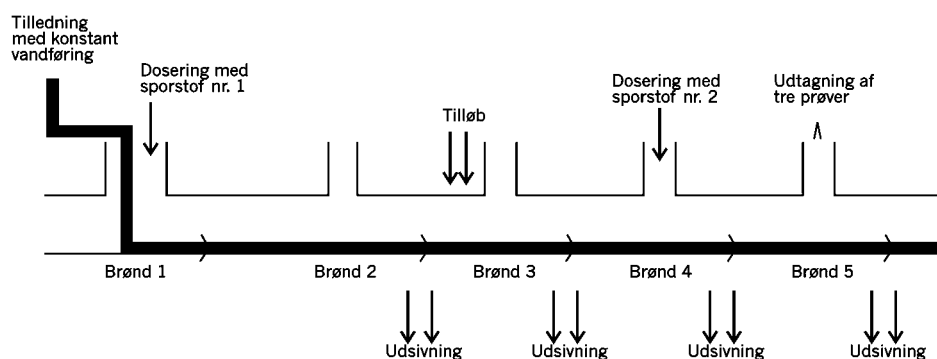 Tilledning
med konstant
vandføring
Dosering med
sporstof nr. 1
Tilløb
Dosering med
sporstof nr. 2
Udtagning af
tre prøver
Brønd 1
Brønd 2
Brønd 3
Brønd 4
Brønd 5
Udsivning
Udsivning
Udsivning
Udsivning